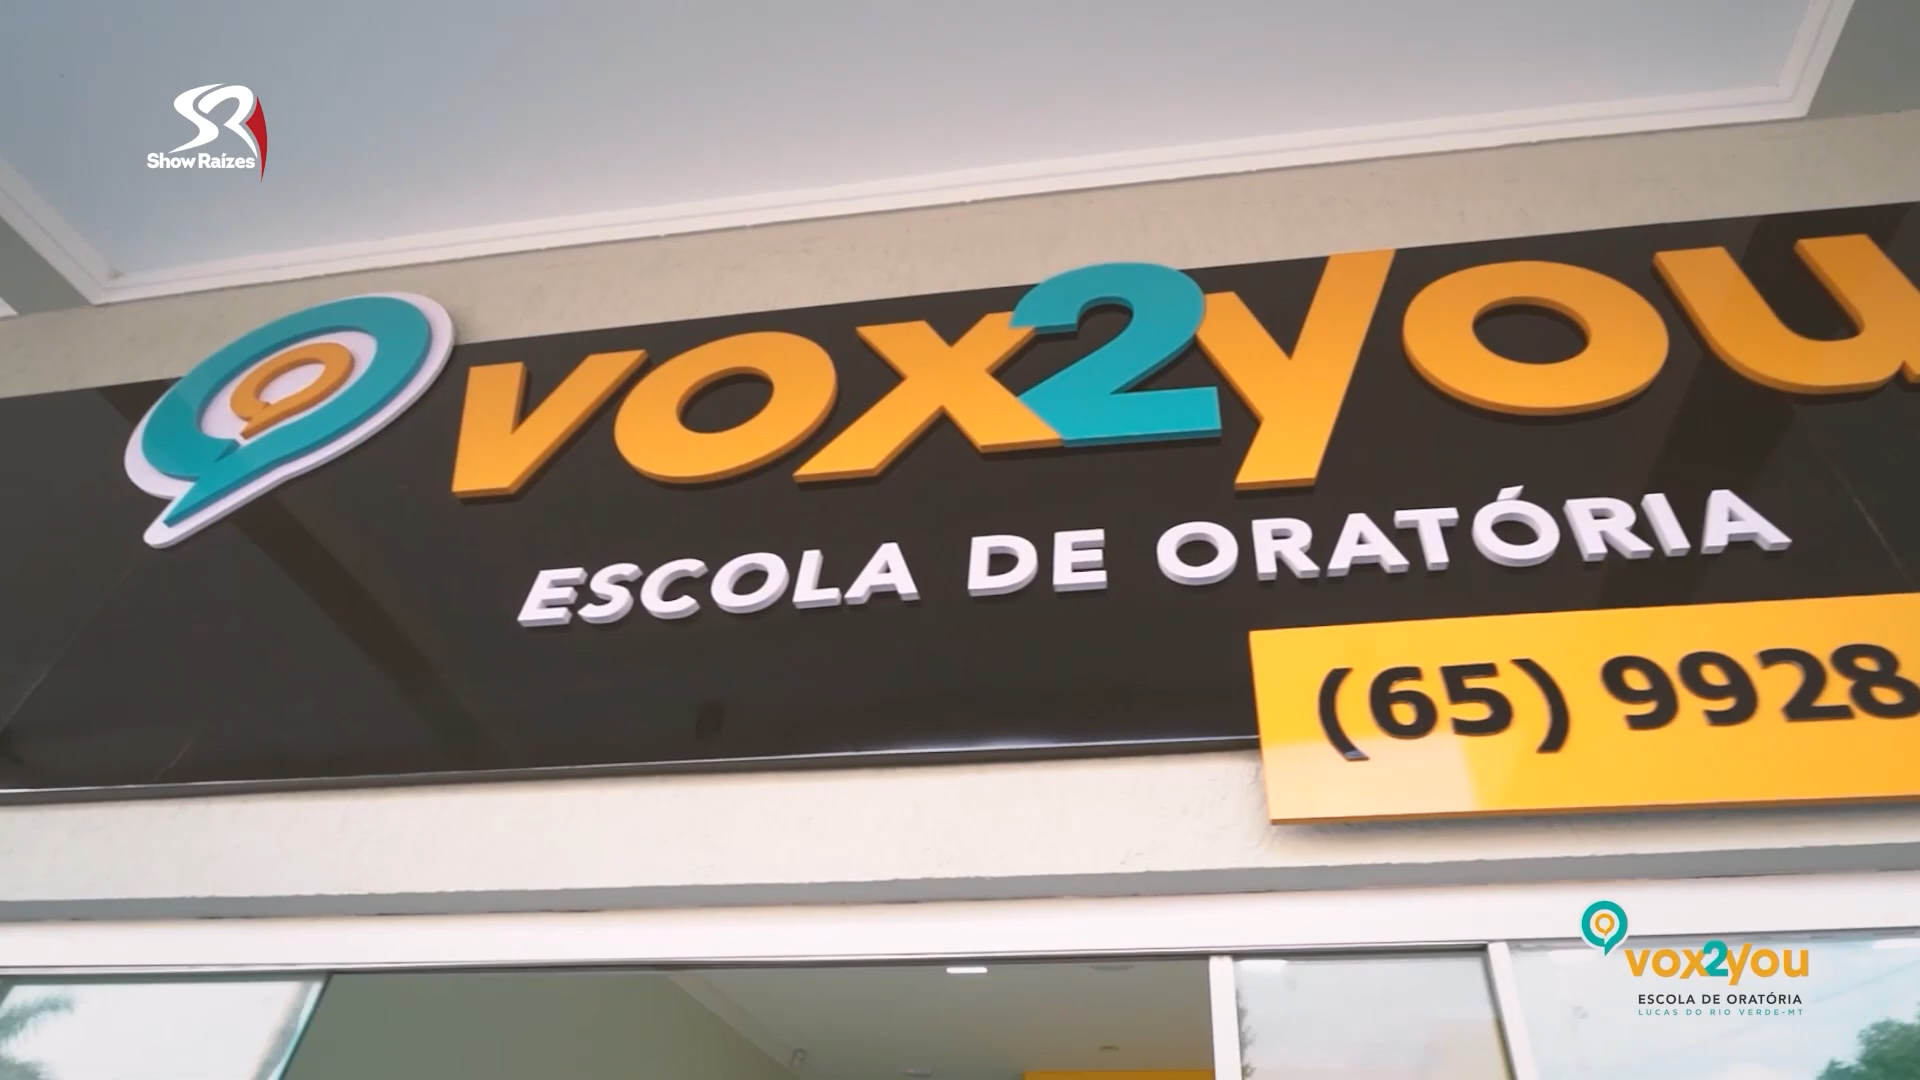 Show Raízes
vox2you
ESCOLA DE ORATÓRIA
(65) 9928
vox2you
ESCOLA DE ORATÓRIA
LUCAS DO RIO VERDE-MT